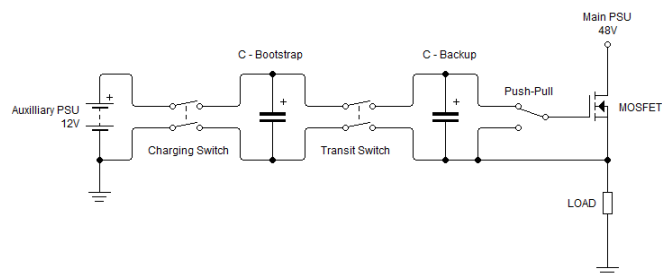 Main PSU
48V
C - Bootstrap
C - Backup
+
+
+
Push-Pull
Auxilliary PSU
12V
MOSFET
Charging Switch
Transit Switch
LOAD